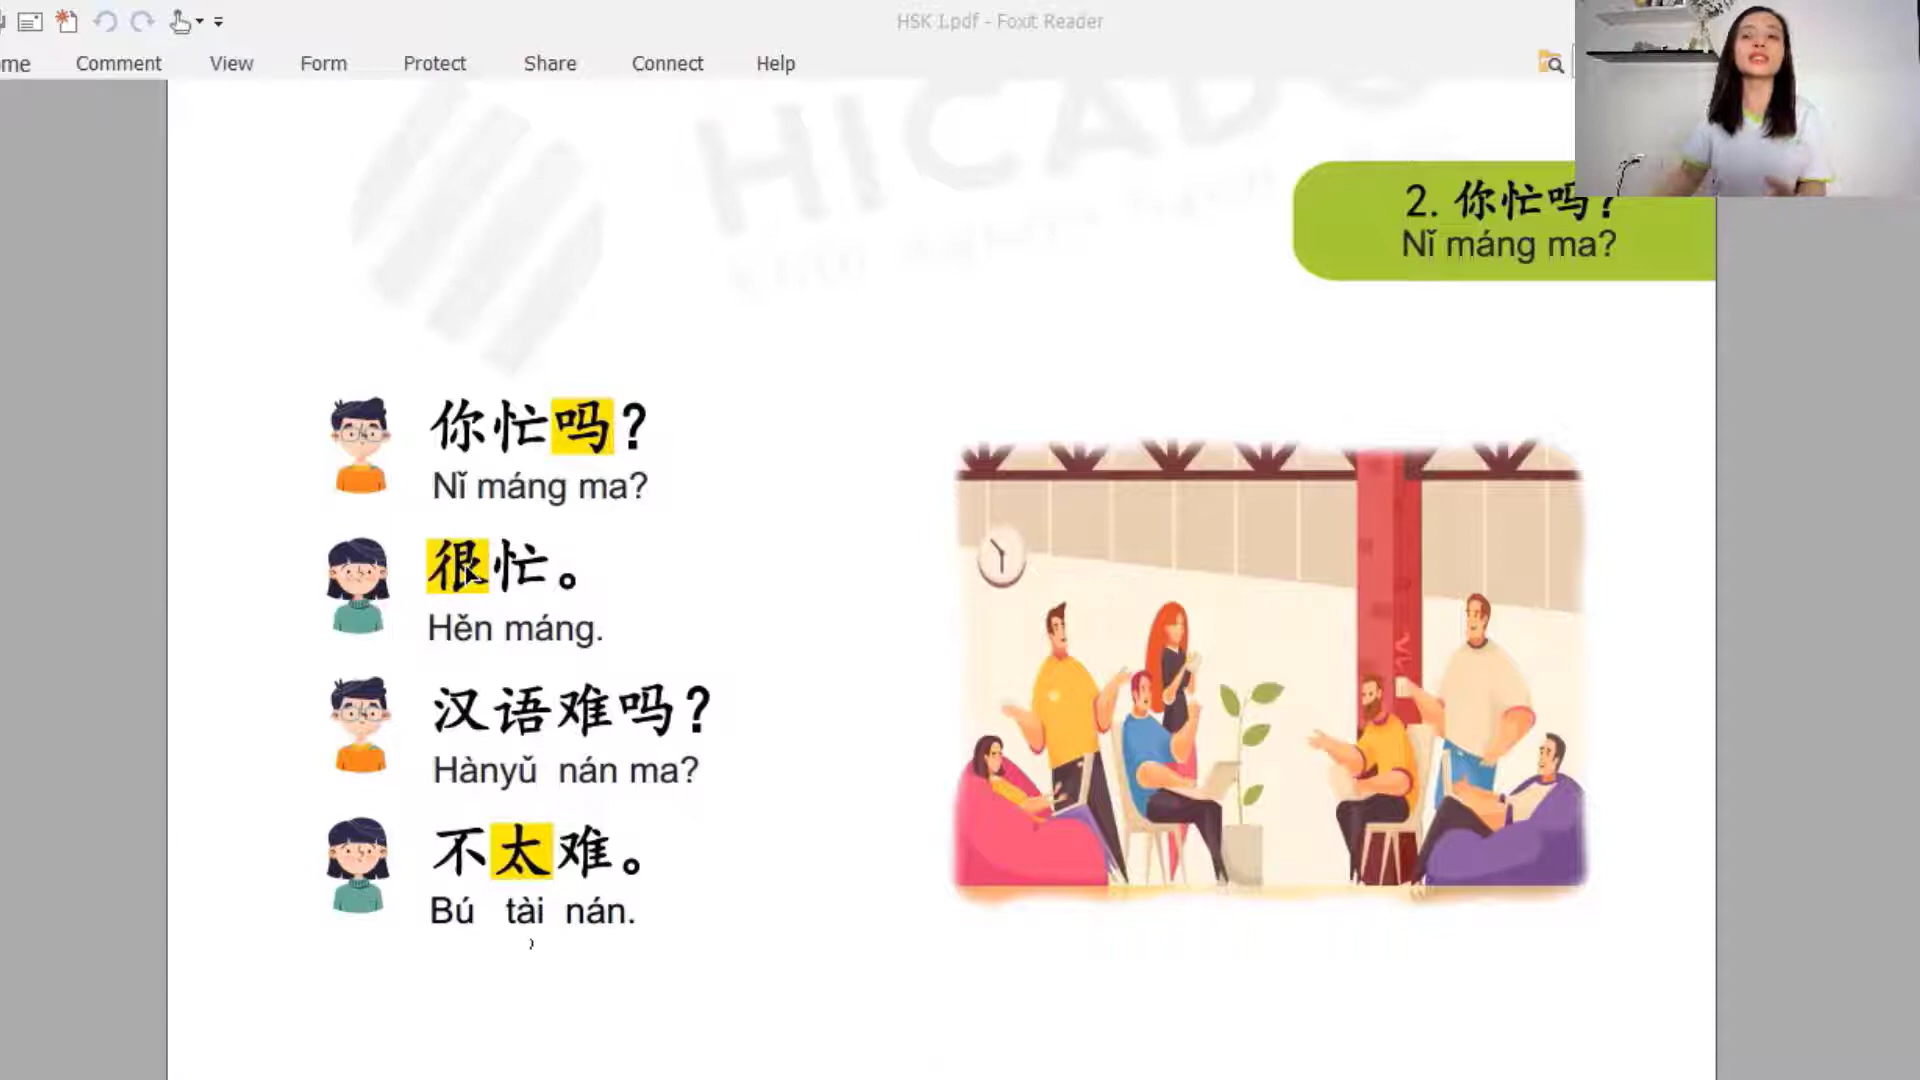 HSK I.pdf - Foxit Reader
Comment View Form Protect Share Connect Help
HICADO
2. 你忙吗?
Nǐ máng ma?
你忙吗?
Nǐ máng ma?
很忙。
Hěn máng.
汉语难吗?
Hànyǔ nán ma?
不太难。
Bú tài nán.